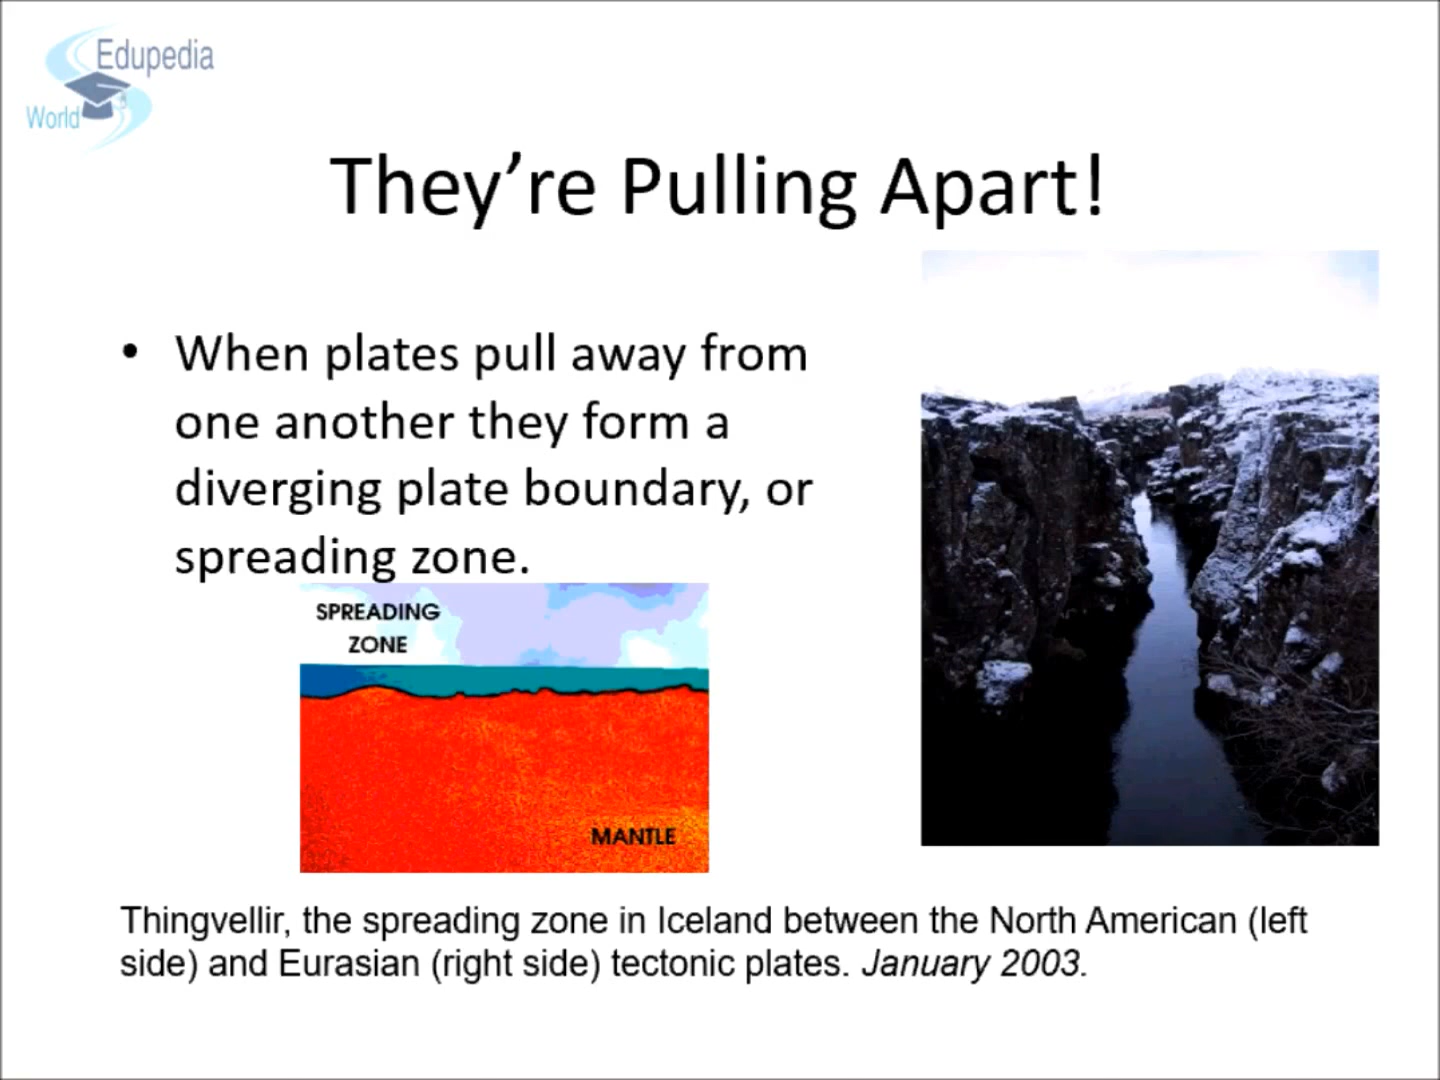 Edupedia
World
They’re Pulling Apart!
• When plates pull away from
one another they form a
diverging plate boundary, or
spreading zone.
SPREADING
ZONE
MANTLE
Thingvellir, the spreading zone in Iceland between the North American (left
side) and Eurasian (right side) tectonic plates. January 2003.